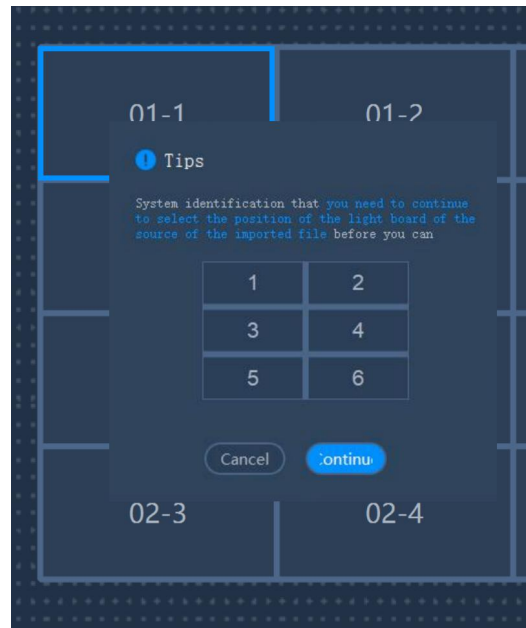 01-1
01-2
Tips
System identification that you need to continue
to select the position of the light board of the
source of the imported file before you can
1
2
3
4
5
6
Cancel
Continu
02-3
02-4